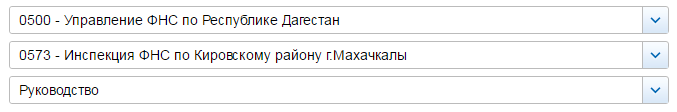 0500 - Управление ФНС по Республике Дагестан
0573 - Инспекция ФНС по Кировскому району г.Махачкалы
Руководство